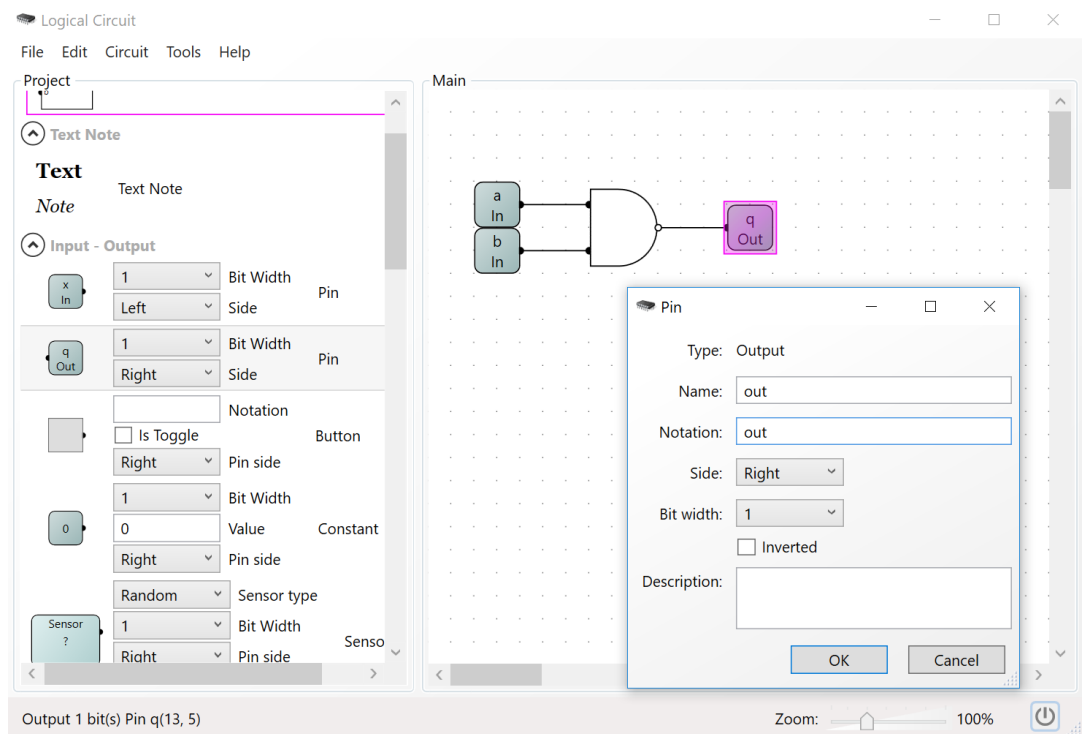 Logical Circuit
File Edit Circuit Tools Help
Project
Text Note
Text
Note
Text Note
Input - Output
x
In
1
Bit Width
Left
Side
Pin
q
Out
1
Bit Width
Right
Side
Pin
Notation
Is Toggle
Right
Pin side
Button
0
1
Bit Width
0
Value
Right
Pin side
Constant
Sensor
?
Random
Sensor type
1
Bit Width
Right
Pin side
Senso
Main
a
In
b
In
q
Out
Pin
Type: Output
Name: out
Notation: out
Side: Right
Bit width: 1
Inverted
Description:
OK Cancel
Output 1 bit(s) Pin q(13, 5)
Zoom: 100%